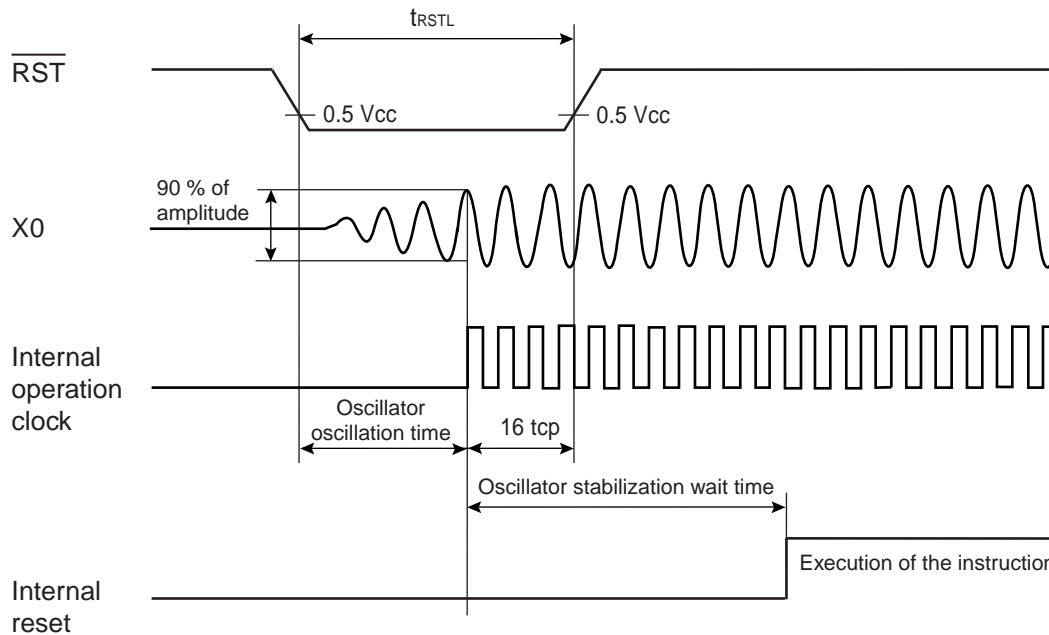 tRSTL
RST
0.5 Vcc
0.5 Vcc
90 % of
amplitude
X0
Internal
operation
clock
Oscillator
oscillation time
16 tcp
Oscillator stabilization wait time
Execution of the instruction
Internal
reset